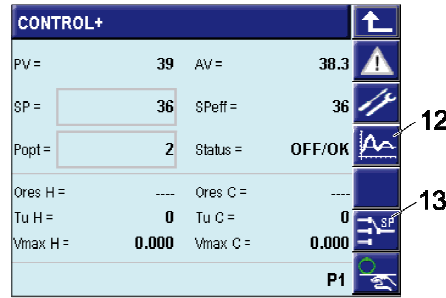 CONTROL+
PV = 39 AV = 38.3
SP = 36 SPeff = 36
12
Popt = 2 Status = OFF/OK
Ores H = ---- Ores C = ----
13
Tu H = 0 Tu C = 0
SP
Vmax H = 0.000 Vmax C = 0.000
P1